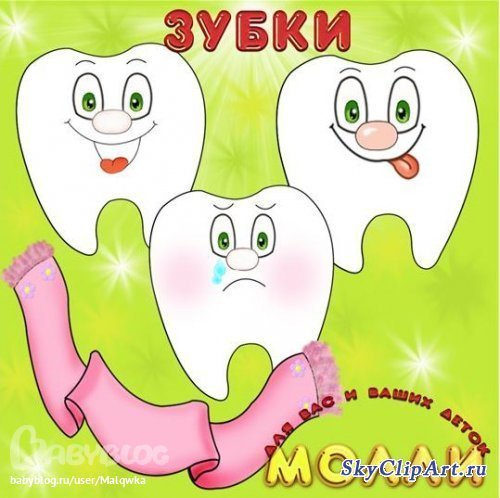 ЗУБКИ
для вас и ваших деток
МОЛЛИ
SkyClipArt.ru
BABYBLOG
babyblog.ru/user/Malqwka